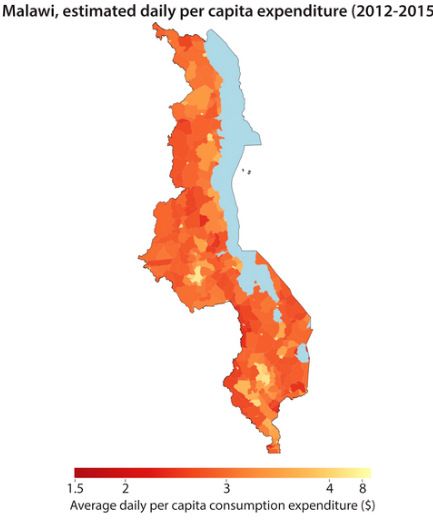 Malawi, estimated daily per capita expenditure (2012-2015
1.5 2 3 4 8
Average daily per capita consumption expenditure ($)